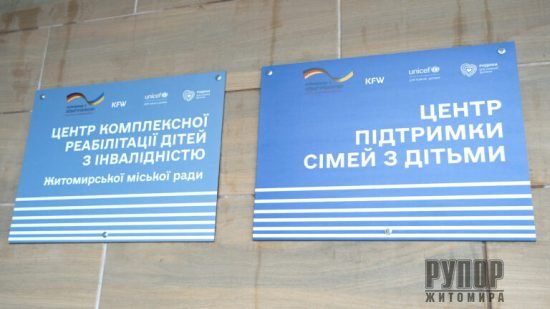 KFW
unicef
ЦЕНТР КОМПЛЕКСНОЇ
РЕАБІЛІТАЦІЇ ДІТЕЙ
З ІНВАЛІДНІСТЮ
Житомирської міської ради
KFW
unicef
ЦЕНТР
ПІДТРИМКИ
СІМЕЙ З ДІТЬМИ
РУПОР
ЖИТОМИРА